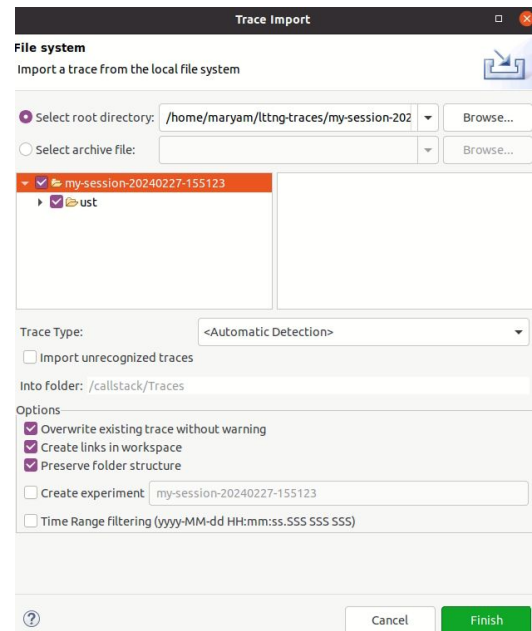 Trace Import
File system
Import a trace from the local file system
Select root directory: /home/maryam/lttng-traces/my-session-202 Browse...
Select archive file: Browse...
my-session-20240227-155123
ust
Trace Type: <Automatic Detection>
Import unrecognized traces
Into folder: /callstack/Traces
Options
Overwrite existing trace without warning
Create links in workspace
Preserve folder structure
Create experiment my-session-20240227-155123
Time Range filtering (yyyy-MM-dd HH:mm:ss.SSS SSS SSS)
? Cancel Finish